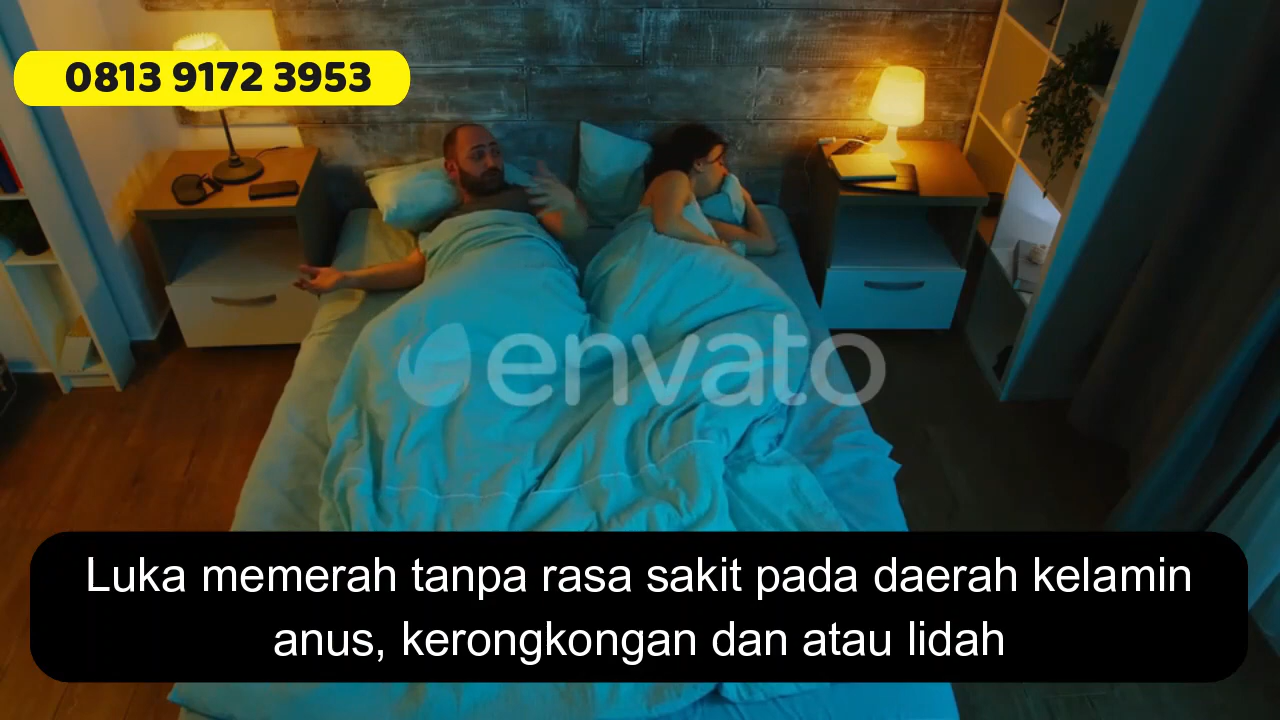 0813 9172 3953
envato
Luka memerah tanpa rasa sakit pada daerah kelamin
anus, kerongkongan dan atau lidah